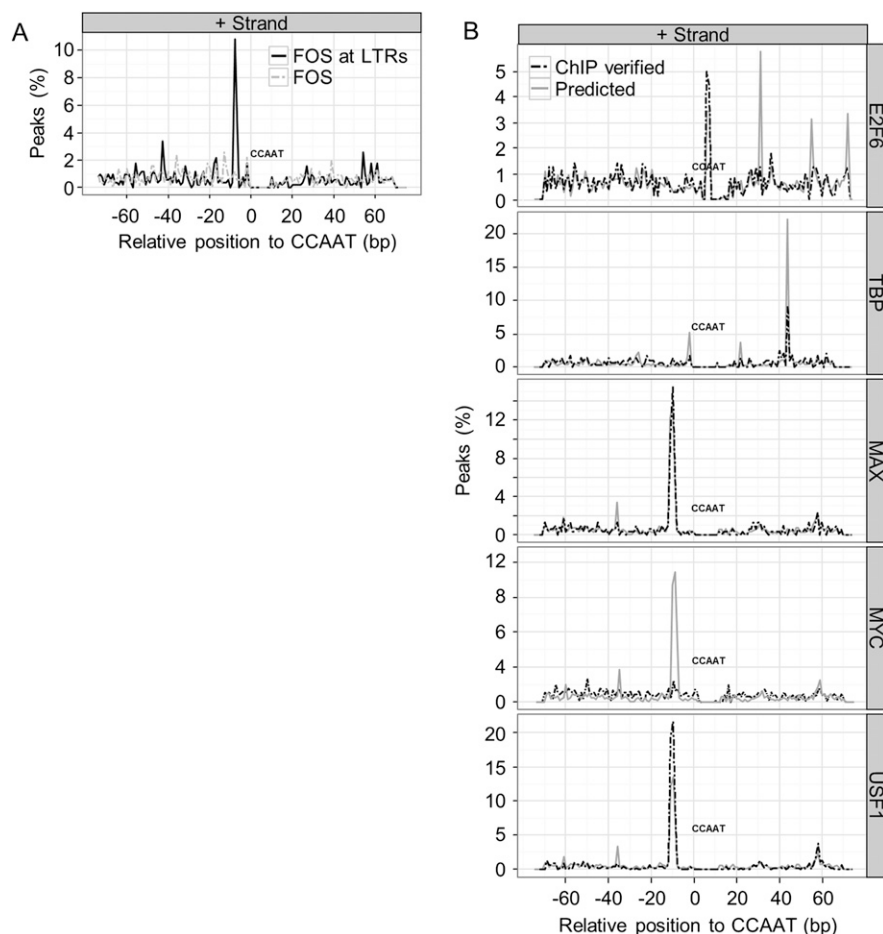 A
+ Strand
FOS at LTRs
FOS
CCAAT
Peaks (%)
10
8
6
4
2
0
-60 -40 -20 0 20 40 60
Relative position to CCAAT (bp)
B
+ Strand
ChIP verified
Predicted
CCAAT
5
4
3
2
1
0
E2F6
20
15
10
5
0
CCAAT
TBP
Peaks (%)
12
8
4
0
CCAAT
MAX
12
8
6
4
0
CCAAT
MYC
20
15
10
5
0
CCAAT
USF1
-60 -40 -20 0 20 40 60
Relative position to CCAAT (bp)